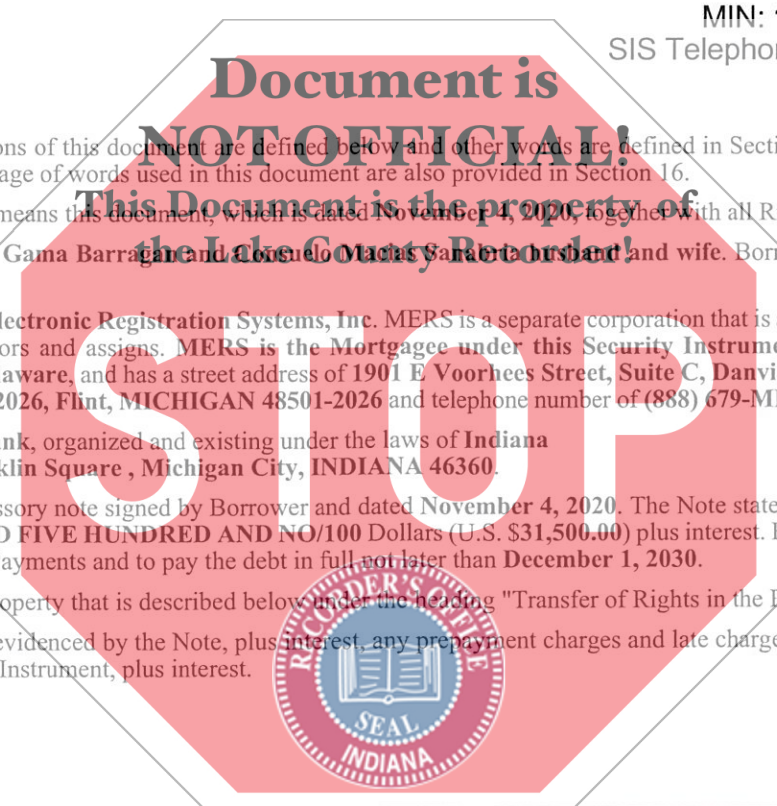 MIN:
SIS Telephon
Document is
NOT OFFICIAL!
ons of this document are defined below and other words are defined in Secti
age of words used in this document are also provided in Section 16.
This Document is the property of
means this document, which is dated November 4, 2020, together with all R
the Lake County Recorder!
Gama Barragan and Consuelo Macias Sanabria husband and wife. Borr
lectronic Registration Systems, Inc. MERS is a separate corporation that is
ors and assigns. MERS is the Mortgagee under this Security Instrume
aware, and has a street address of 1901 E Voorhees Street, Suite C, Danvi
2026, Flint, MICHIGAN 48501-2026 and telephone number of (888) 679-ME
STOP
nk, organized and existing under the laws of Indiana
klin Square , Michigan City, INDIANA 46360.
ssory note signed by Borrower and dated November 4, 2020. The Note state
D FIVE HUNDRED AND NO/100 Dollars (U.S. $31,500.00) plus interest.
ayments and to pay the debt in full not later than December 1, 2030.
operty that is described below under the heading "Transfer of Rights in the P
evidenced by the Note, plus interest, any prepayment charges and late charge
Instrument, plus interest.
RECORDER'S OFFICE
SEAL
INDIANA